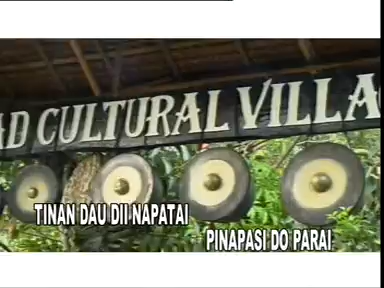 AD CULTURAL VILLA
TINAN DAU DII NAPATAI
PINAPASI DO PARAI